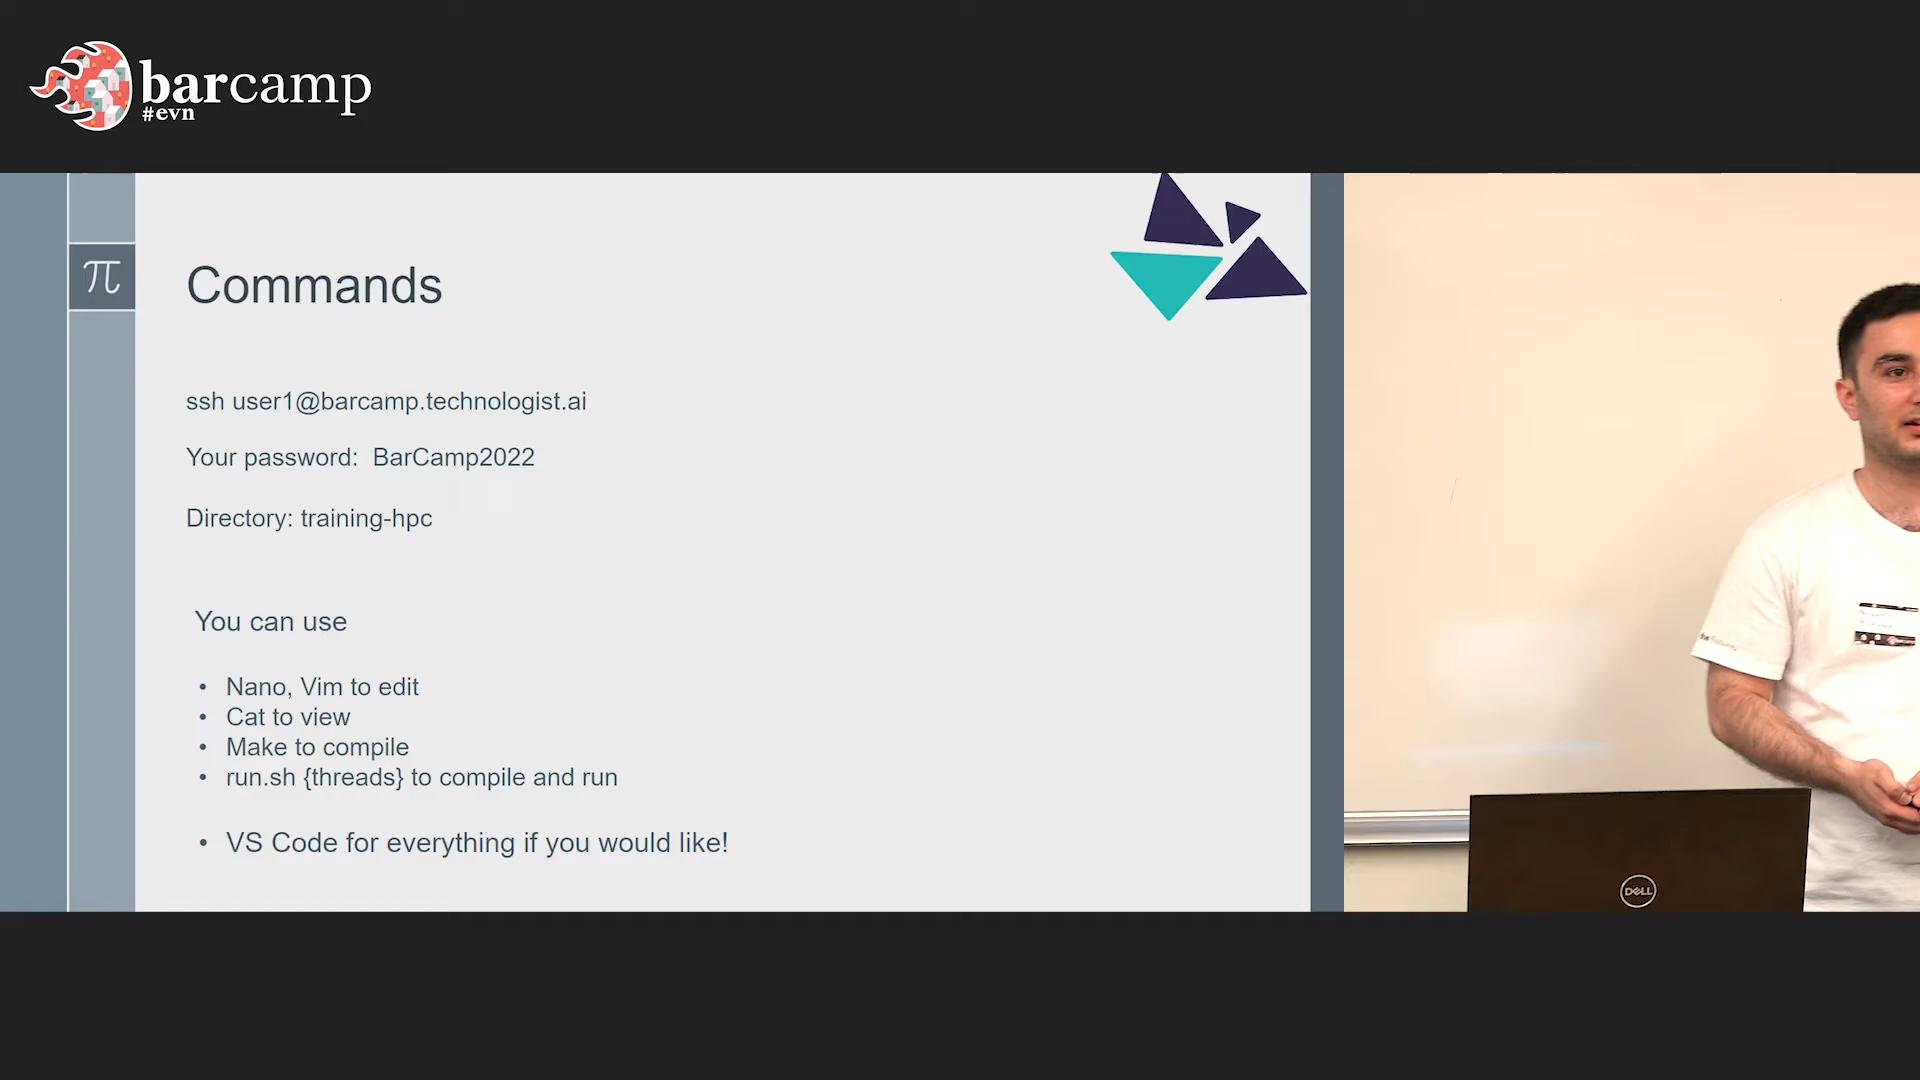 barcamp
#evn
π
Commands
ssh user1@barcamp.technologist.ai
Your password: BarCamp2022
Directory: training-hpc
You can use
• Nano, Vim to edit
• Cat to view
• Make to compile
• run.sh {threads} to compile and run
• VS Code for everything if you would like!
DELL